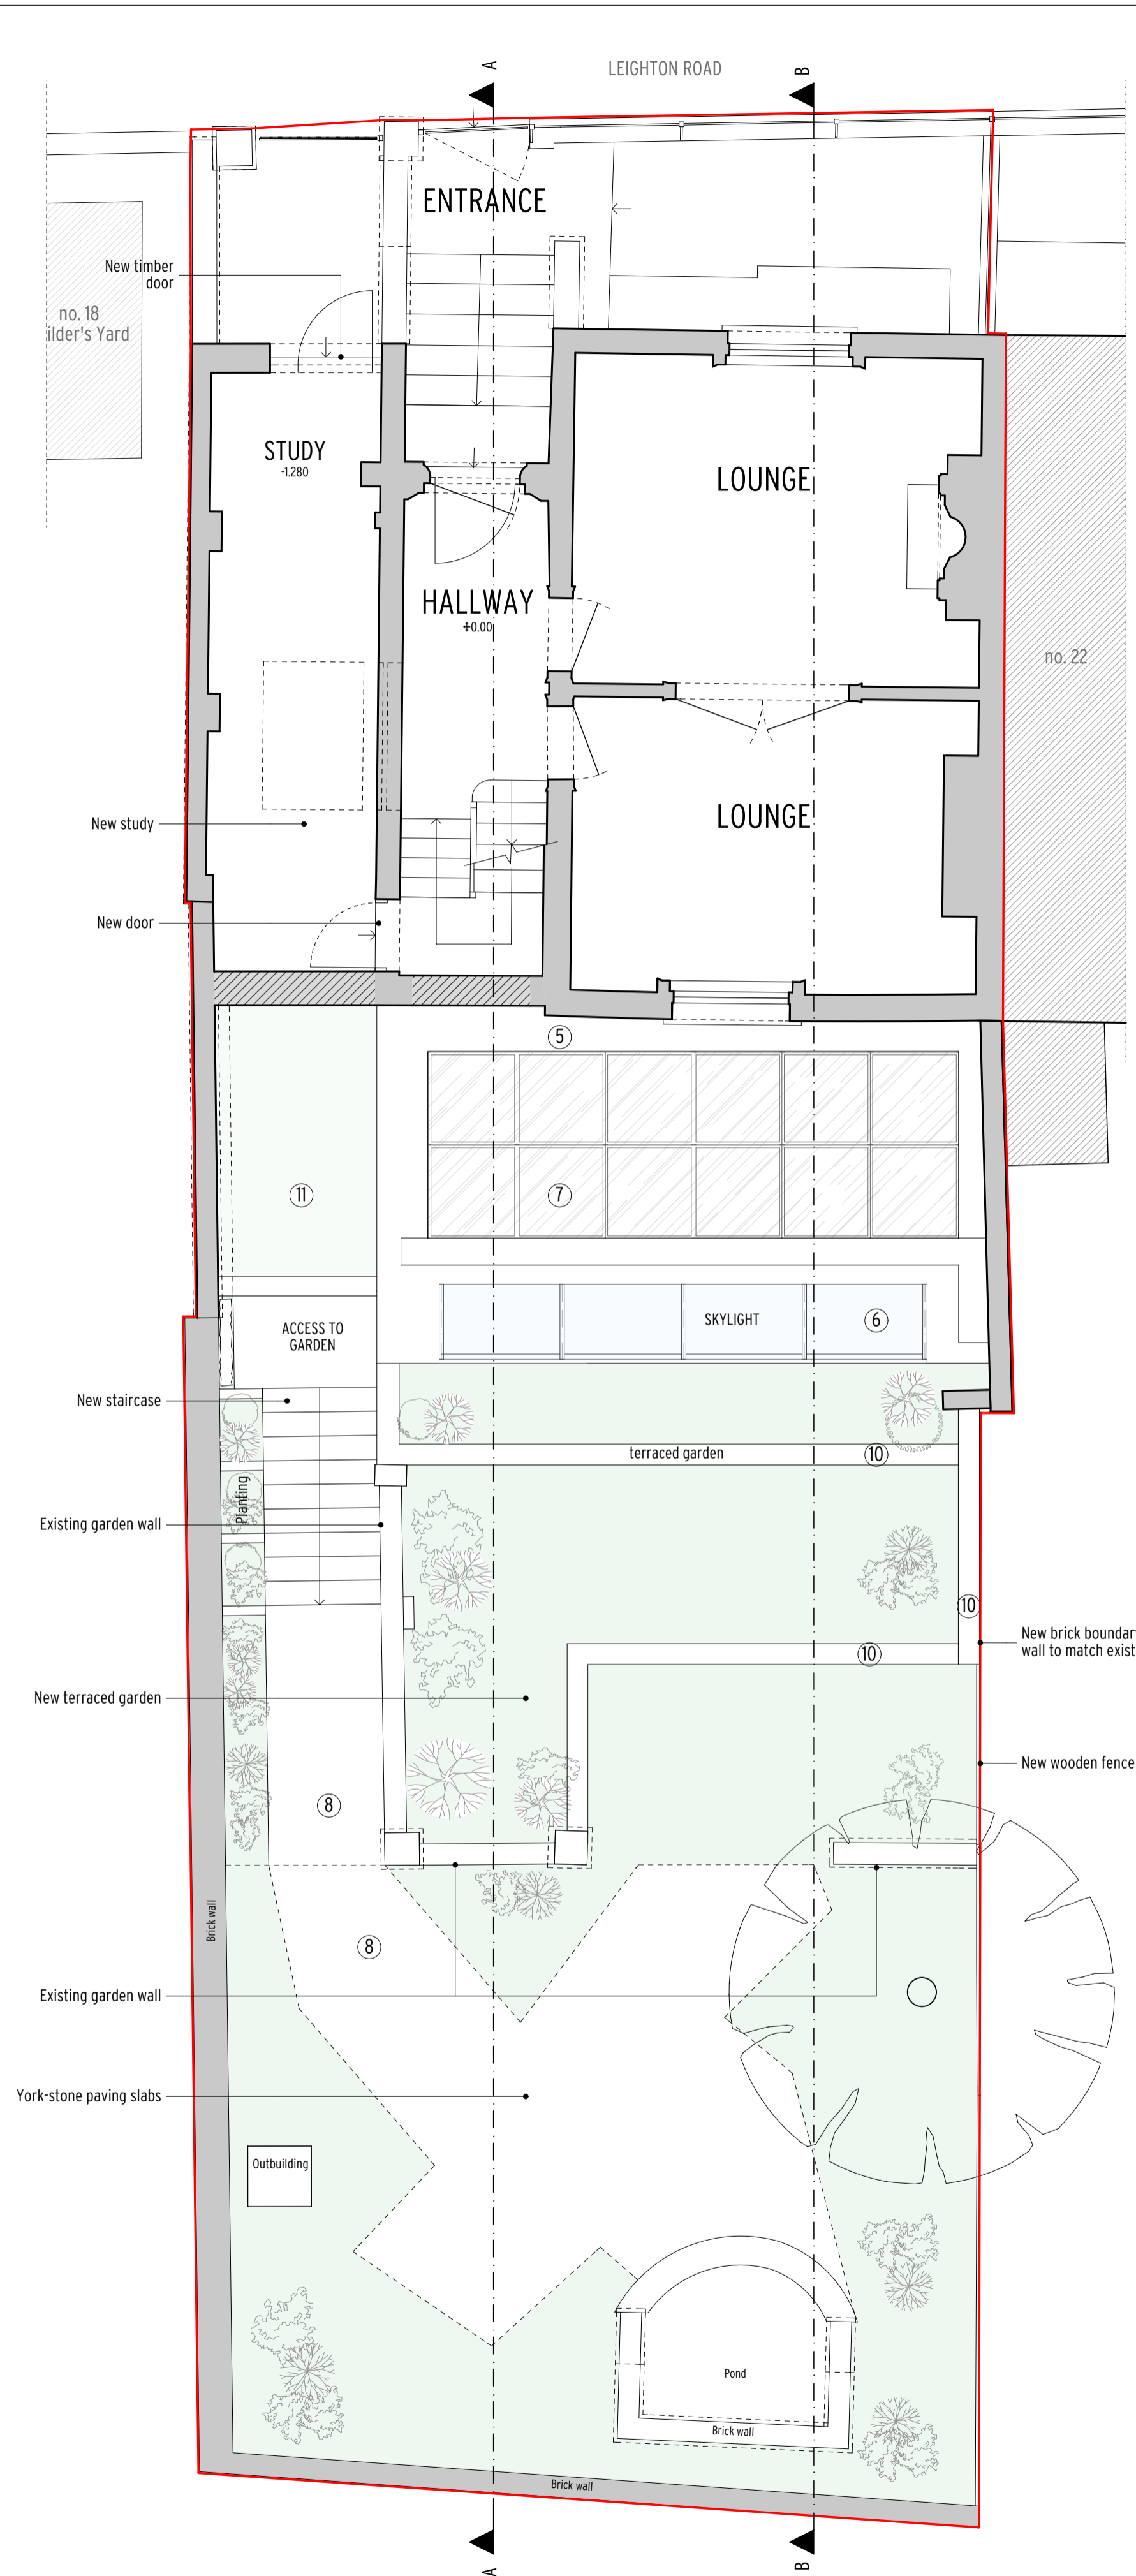 A
LEIGHTON ROAD
B
ENTRANCE
New timber
door
no. 18
ilder's Yard
STUDY
-1.280
LOUNGE
HALLWAY
+0.00
no. 22
LOUNGE
New study
New door
5
11
7
ACCESS TO
GARDEN
SKYLIGHT
6
New staircase
terraced garden
10
Planting
Existing garden wall
10
New brick boundar
wall to match exist
10
New terraced garden
New wooden fence
8
Brick wall
8
Existing garden wall
York-stone paving slabs
Outbuilding
Pond
Brick wall
Brick wall
A
B